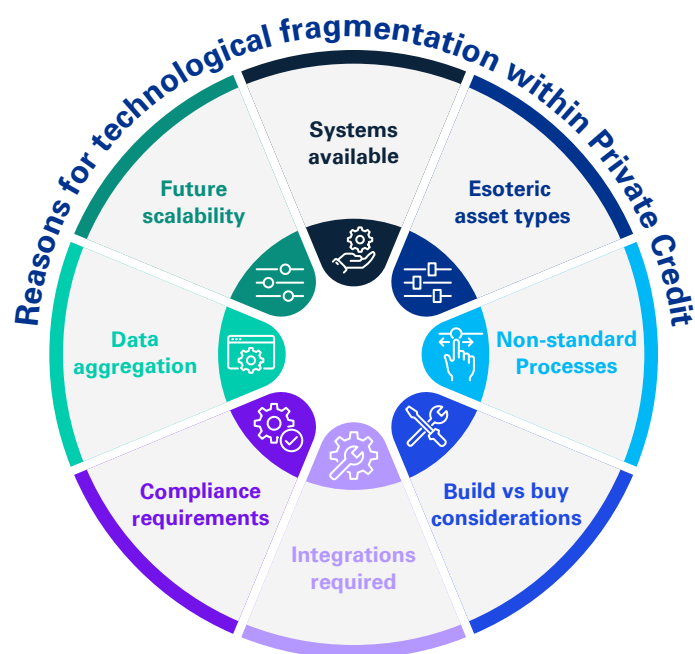 Reasons for technological fragmentation within Private Credit
Systems
available
Esoteric
asset types
Non-standard
Processes
Build vs buy
considerations
Integrations
required
Compliance
requirements
Data
aggregation
Future
scalability